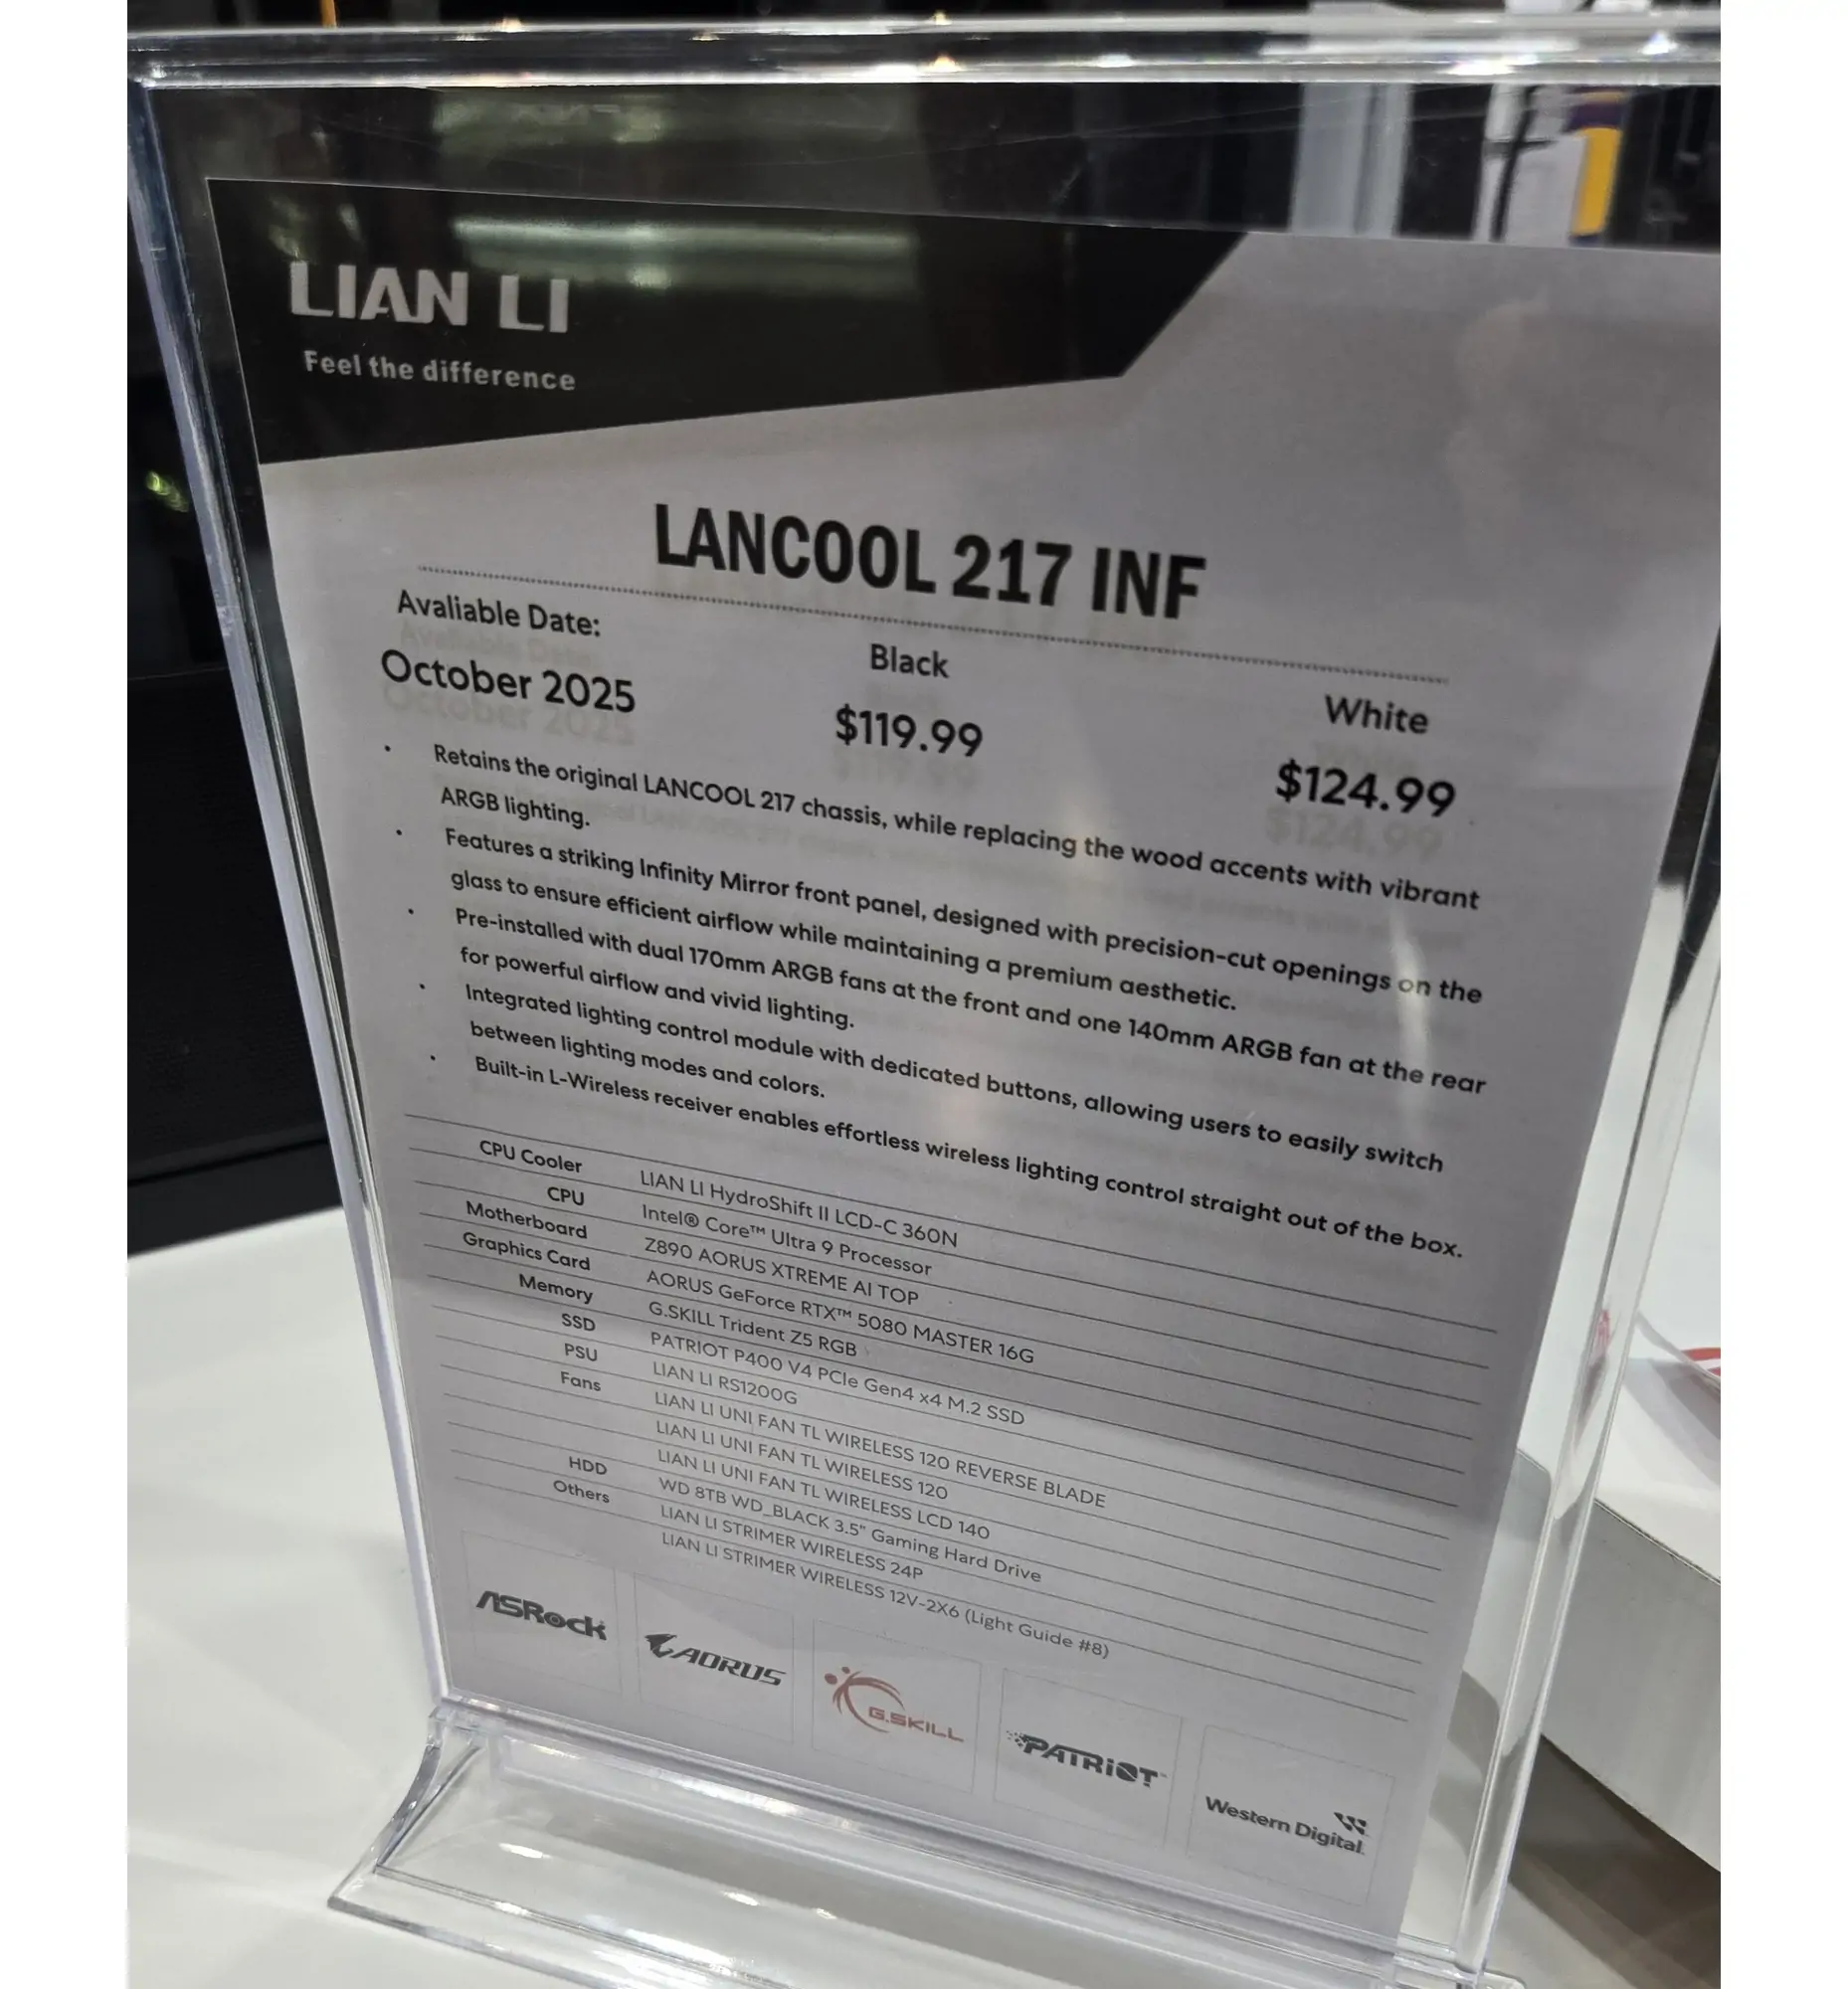 LIAN LI
Feel the difference
LANCOOL 217 INF
Avaliable Date:
Black
White
October 2025
$119.99
$124.99
• Retains the original LANCOOL 217 chassis, while replacing the wood accents with vibrant
ARGB lighting.
• Features a striking Infinity Mirror front panel, designed with precision-cut openings on the
glass to ensure efficient airflow while maintaining a premium aesthetic.
• Pre-installed with dual 170mm ARGB fans at the front and one 140mm ARGB fan at the rear
for powerful airflow and vivid lighting.
• Integrated lighting control module with dedicated buttons, allowing users to easily switch
between lighting modes and colors.
• Built-in L-Wireless receiver enables effortless wireless lighting control straight out of the box.
CPU Cooler LIAN LI HydroShift II LCD-C 360N
CPU Intel® Core™ Ultra 9 Processor
Motherboard Z890 AORUS XTREME AI TOP
Graphics Card AORUS GeForce RTX™ 5080 MASTER 16G
Memory G.SKILL Trident Z5 RGB
SSD PATRIOT P400 V4 PCIe Gen4 x4 M.2 SSD
PSU LIAN LI RS1200G
Fans LIAN LI UNI FAN TL WIRELESS 120 REVERSE BLADE
LIAN LI UNI FAN TL WIRELESS 120
LIAN LI UNI FAN TL WIRELESS LCD 140
HDD WD 8TB WD_BLACK 3.5" Gaming Hard Drive
Others LIAN LI STRIMER WIRELESS 24P
LIAN LI STRIMER WIRELESS 12V-2X6 (Light Guide #8)
ASRock
AORUS
G.SKILL
PATRIOT™
Western Digital